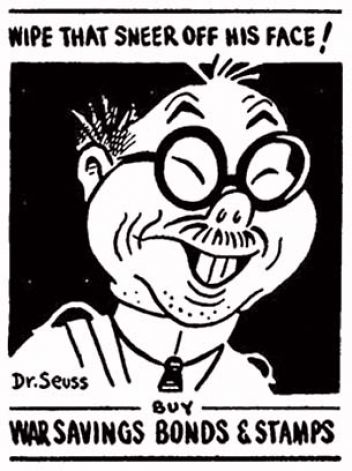 WIPE THAT SNEER OFF HIS FACE!
Dr. Seuss
BUY
WAR SAVINGS BONDS & STAMPS